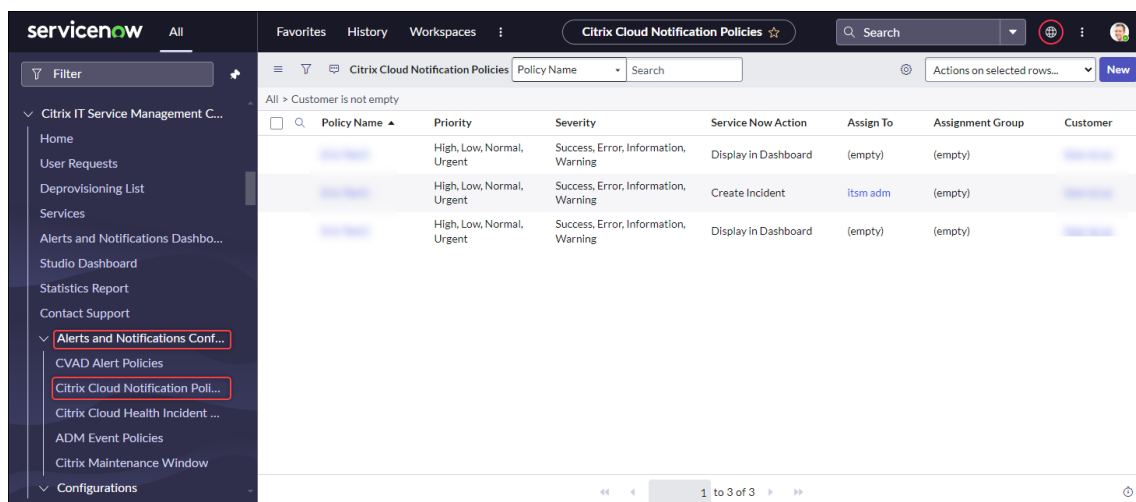 servicenow All Favorites History Workspaces Citrix Cloud Notification Policies Search
Filter
Citrix Cloud Notification Policies Policy Name Search Actions on selected rows... New
All > Customer is not empty
Policy Name Priority Severity Service Now Action Assign To Assignment Group Customer
High, Low, Normal, Urgent Success, Error, Information, Warning Display in Dashboard (empty) (empty)
High, Low, Normal, Urgent Success, Error, Information, Warning Create Incident itsm adm (empty)
High, Low, Normal, Urgent Success, Error, Information, Warning Display in Dashboard (empty) (empty)
Citrix IT Service Management C...
Home
User Requests
Deprovisioning List
Services
Alerts and Notifications Dashbo...
Studio Dashboard
Statistics Report
Contact Support
Alerts and Notifications Conf...
CVAD Alert Policies
Citrix Cloud Notification Poli...
Citrix Cloud Health Incident ...
ADM Event Policies
Citrix Maintenance Window
Configurations
1 to 3 of 3